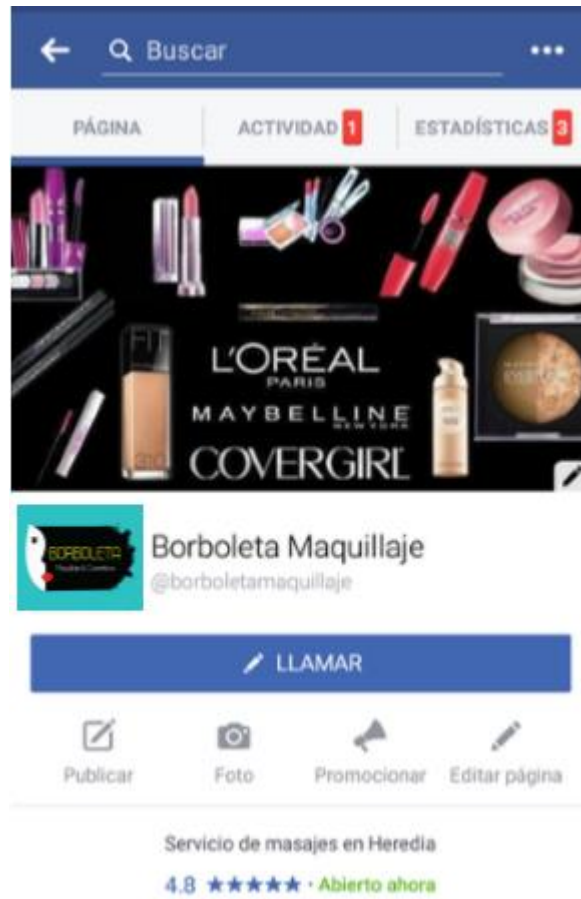 Buscar
PÁGINA
ACTIVIDAD 1
ESTADÍSTICAS 3
L'ORÉAL
PARIS
MAYBELLINE
NEW YORK
COVERGIRL
310
BORBOLETA
Borboleta Maquillaje
@borboletamaquillaje
LLAMAR
Publicar
Foto
Promocionar
Editar página
Servicio de masajes en Heredia
4.8 ★★★★★ · Abierto ahora